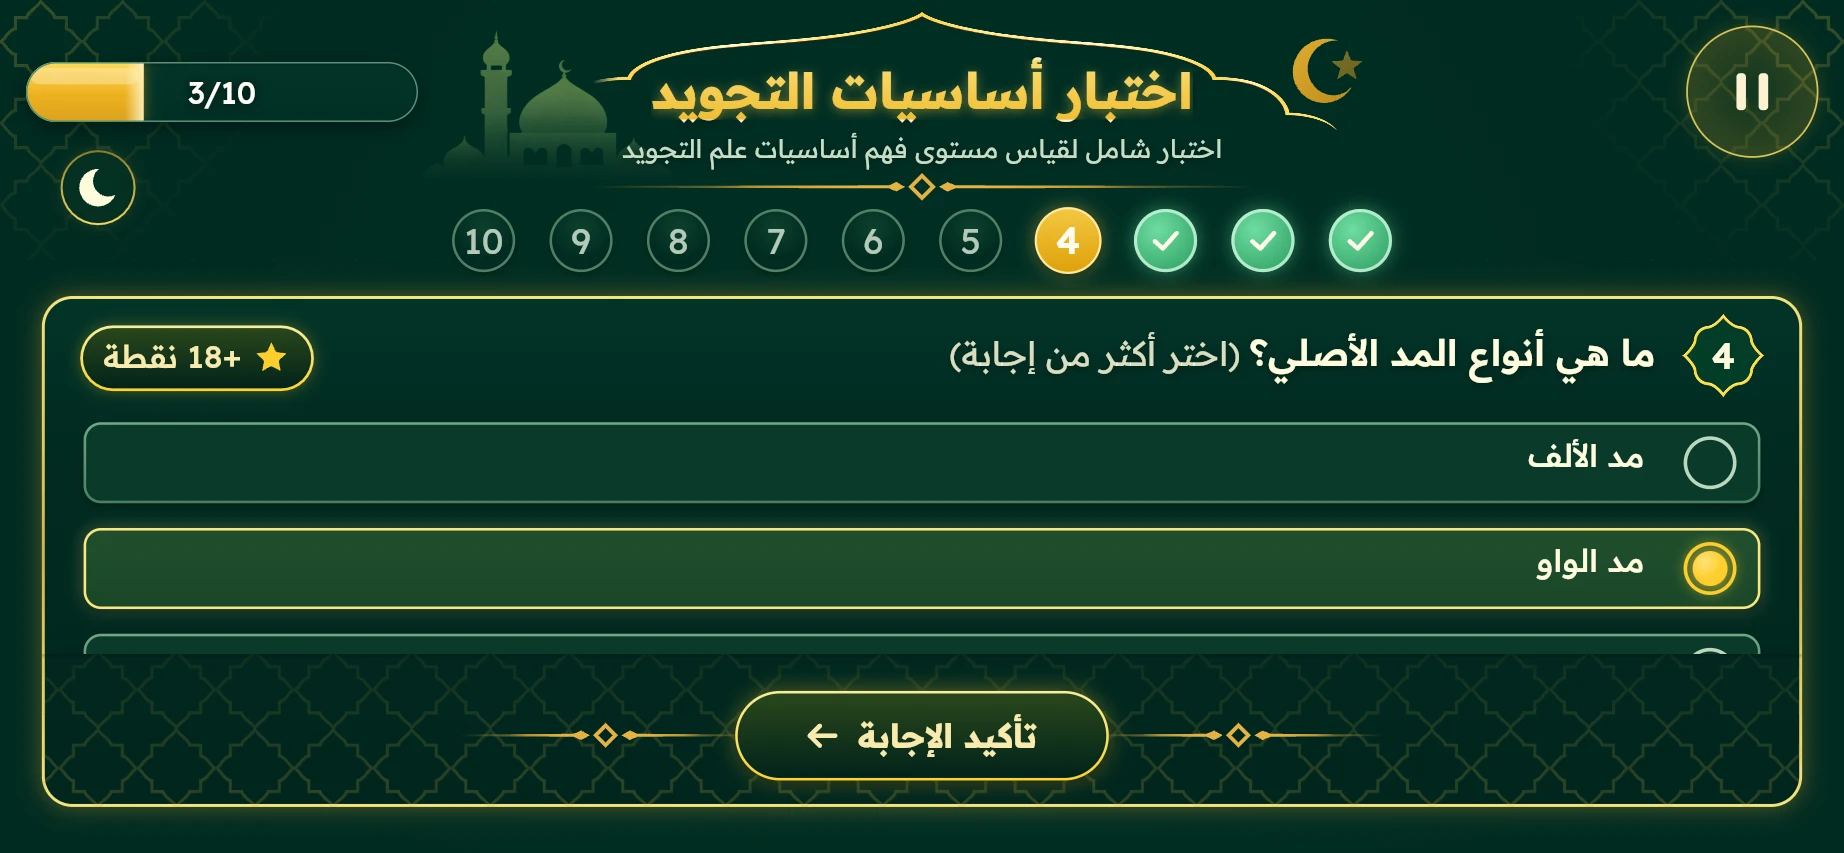 اختبار أساسيات التجويد
اختبار شامل لقياس مستوى فهم أساسيات علم التجويد
3/10
4 5 6 7 8 9 10
4
ما هي أنواع المد الأصلي؟ (اختر أكثر من إجابة)
+18 نقطة
مد الألف
مد الواو
تأكيد الإجابة ←